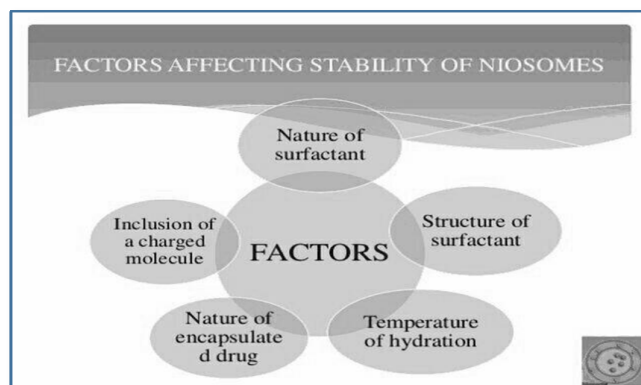 FACTORS AFFECTING STABILITY OF NIOSOMES
Nature of
surfactant
Inclusion of
a charged
molecule
FACTORS
Structure of
surfactant
Nature of
encapsulate
d drug
Temperature
of hydration